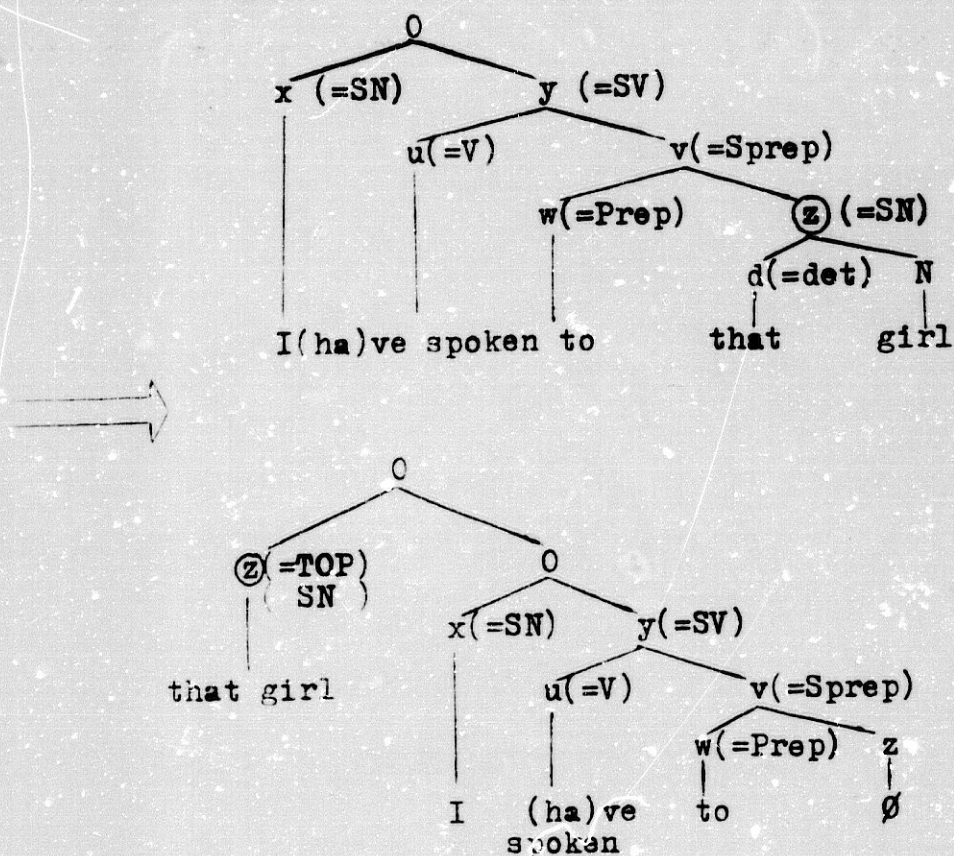 O
x (=SN) y (=SV)
u(=V) v(=Sprep)
w(=Prep) z (=SN)
d(=det) N
I(ha)ve spoken to that girl
O
z(=TOP) O
( SN )
x(=SN) y(=SV)
that girl u(=V) v(=Sprep)
w(=Prep) z
I (ha)ve to Ø
spoken